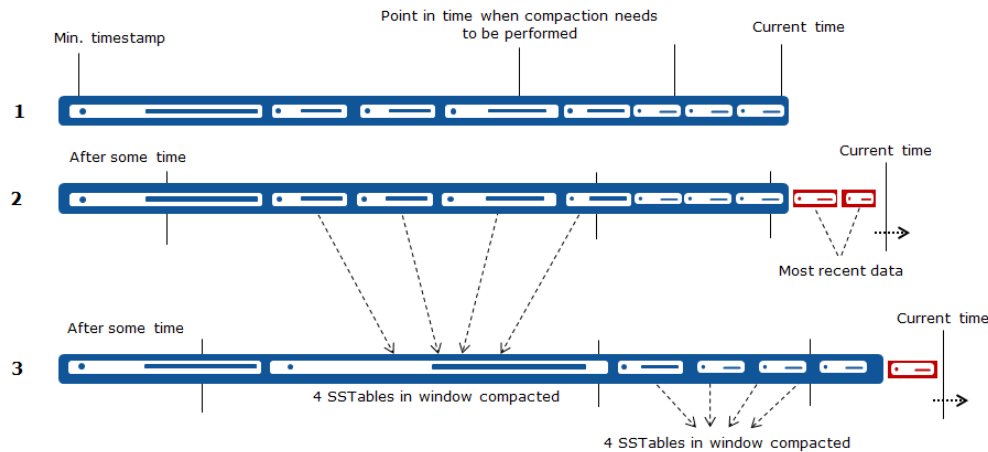 Point in time when compaction needs
to be performed
Min. timestamp
Current time
1
After some time
Current time
2
Most recent data
After some time
Current time
3
4 SSTables in window compacted
4 SSTables in window compacted